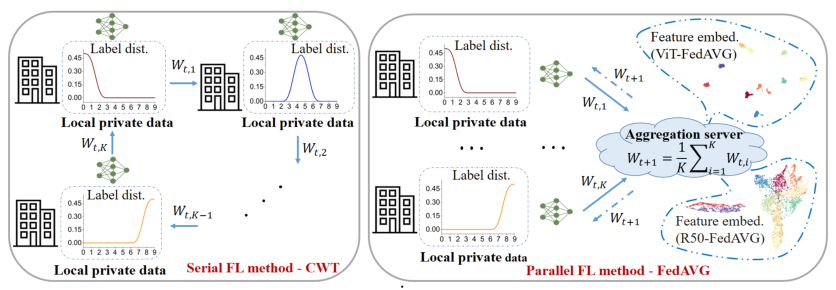 Label dist.
0.45
0.30
0.15
0.00
0 1 2 3 4 5 6 7 8 9
Local private data
W_{t,1}
Label dist.
0.45
0.30
0.15
0.00
0 1 2 3 4 5 6 7 8 9
Local private data
W_{t,K}
W_{t,2}
Label dist.
0.45
0.30
0.15
0.00
0 1 2 3 4 5 6 7 8 9
Local private data
W_{t,K-1}
Serial FL method - CWT
Label dist.
0.45
0.30
0.15
0.00
0 1 2 3 4 5 6 7 8 9
Local private data
...
...
Label dist.
0.45
0.30
0.15
0.00
0 1 2 3 4 5 6 7 8 9
Local private data
W_{t+1}
W_{t,1}
Aggregation server
W_{t+1} = \frac{1}{K} \sum_{i=1}^{K} W_{t,i}
W_{t,K}
W_{t+1}
Feature embed.
(ViT-FedAVG)
Feature embed.
(R50-FedAVG)
Parallel FL method - FedAVG